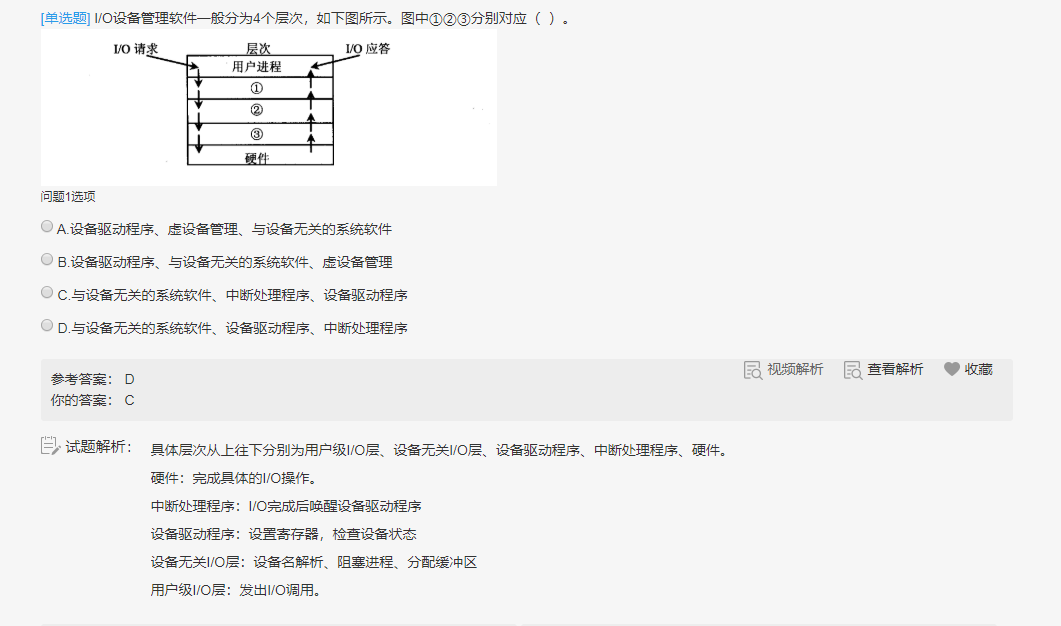 [单选题] I/O设备管理软件一般分为4个层次，如下图所示。图中①②③分别对应（ ）。
I/O 请求 层次 I/O 应答
用户进程
①
②
③
硬件
问题1选项
A.设备驱动程序、虚设备管理、与设备无关的系统软件
B.设备驱动程序、与设备无关的系统软件、虚设备管理
C.与设备无关的系统软件、中断处理程序、设备驱动程序
D.与设备无关的系统软件、设备驱动程序、中断处理程序
视频解析 查看解析 收藏
参考答案： D
你的答案： C
试题解析： 具体层次从上往下分别为用户级I/O层、设备无关I/O层、设备驱动程序、中断处理程序、硬件。
硬件：完成具体的I/O操作。
中断处理程序：I/O完成后唤醒设备驱动程序
设备驱动程序：设置寄存器，检查设备状态
设备无关I/O层：设备名解析、阻塞进程、分配缓冲区
用户级I/O层：发出I/O调用。